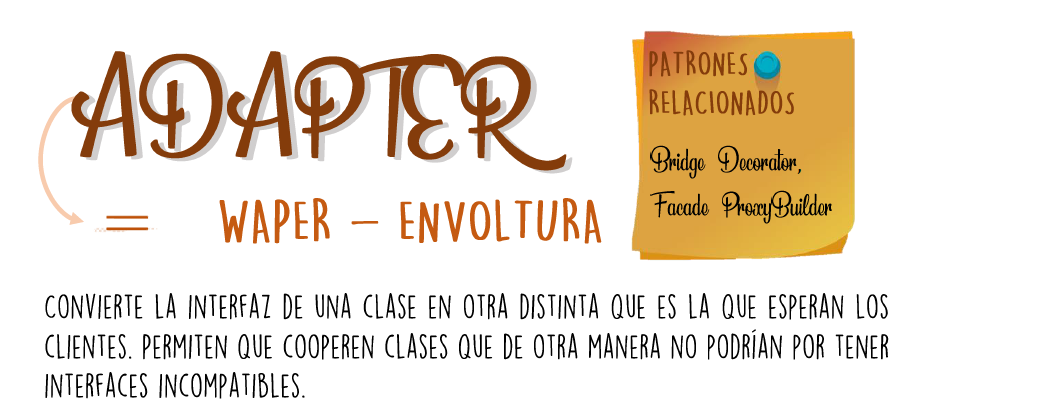 ADAPTER
= WAPER – ENVOLTURA
PATRONES
RELACIONADOS
Bridge Decorator,
Facade ProxyBuilder
CONVIERTE LA INTERFAZ DE UNA CLASE EN OTRA DISTINTA QUE ES LA QUE ESPERAN LOS
CLIENTES. PERMITEN QUE COOPEREN CLASES QUE DE OTRA MANERA NO PODRÍAN POR TENER
INTERFACES INCOMPATIBLES.